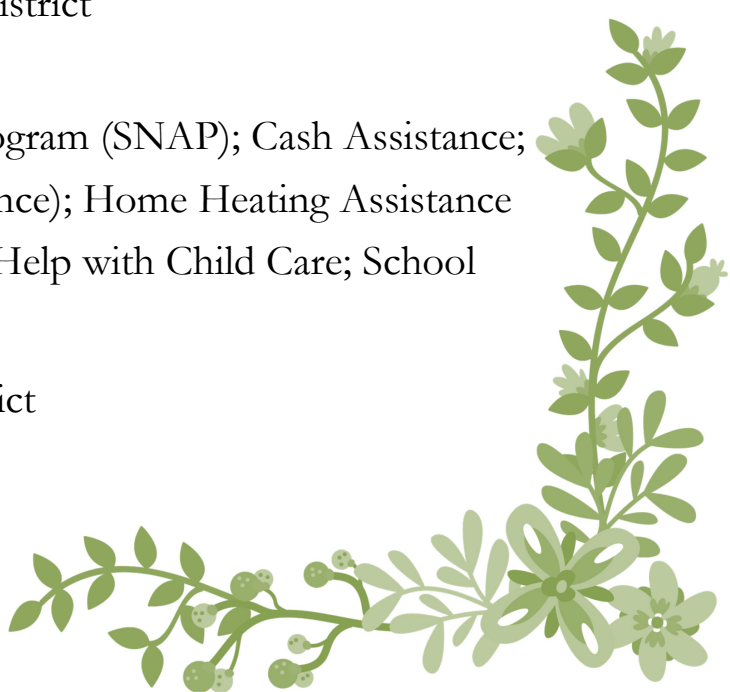 istrict
ogram (SNAP); Cash Assistance;
nce); Home Heating Assistance
Help with Child Care; School
ict